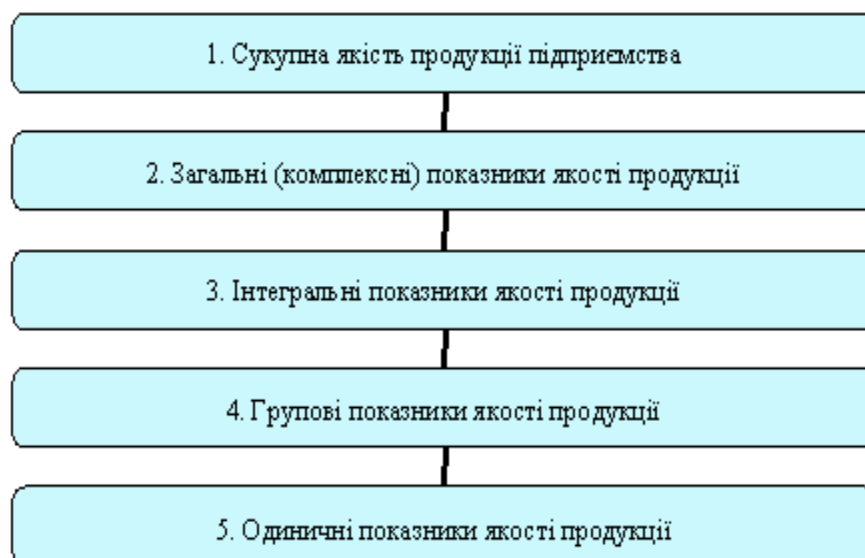 1. Сукупна якість продукції підприємства
2. Загальні (комплексні) показники якості продукції
3. Інтегральні показники якості продукції
4. Групові показники якості продукції
5. Одиничні показники якості продукції